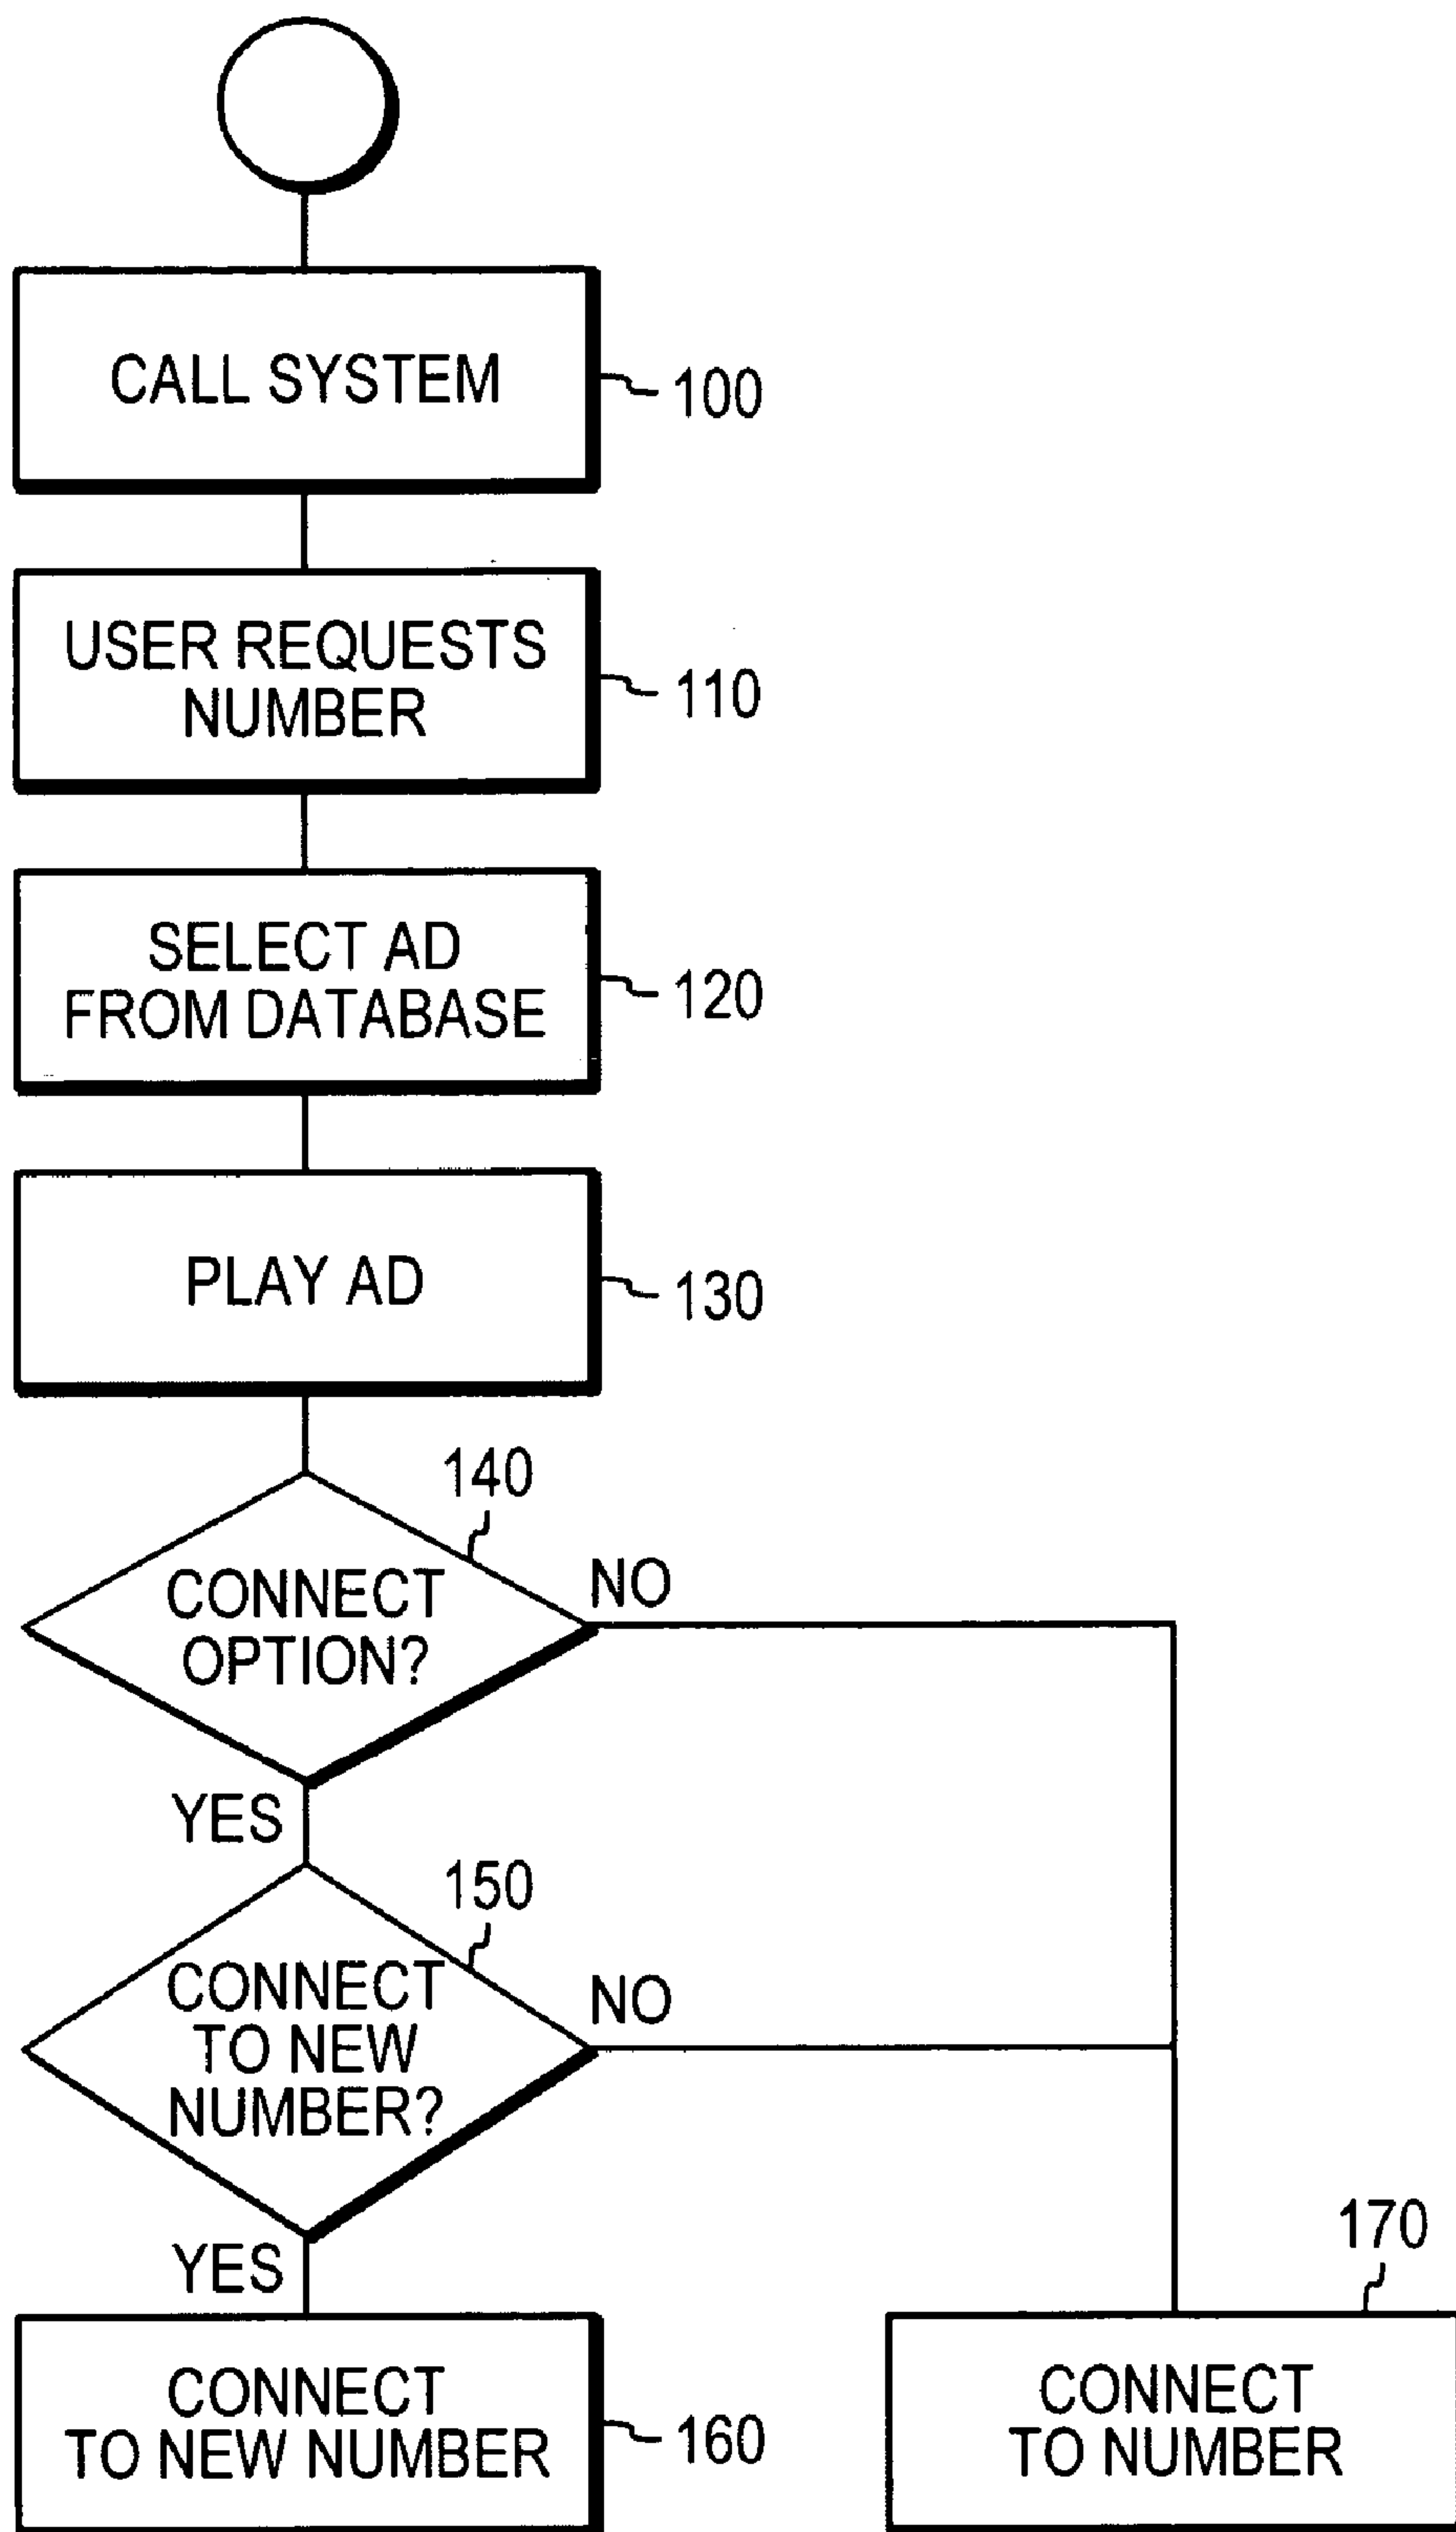 CALL SYSTEM
100
USER REQUESTS
NUMBER
110
SELECT AD
FROM DATABASE
120
PLAY AD
130
140
CONNECT
OPTION?
NO
YES
150
CONNECT
TO NEW
NUMBER?
NO
YES
CONNECT
TO NEW NUMBER
160
170
CONNECT
TO NUMBER